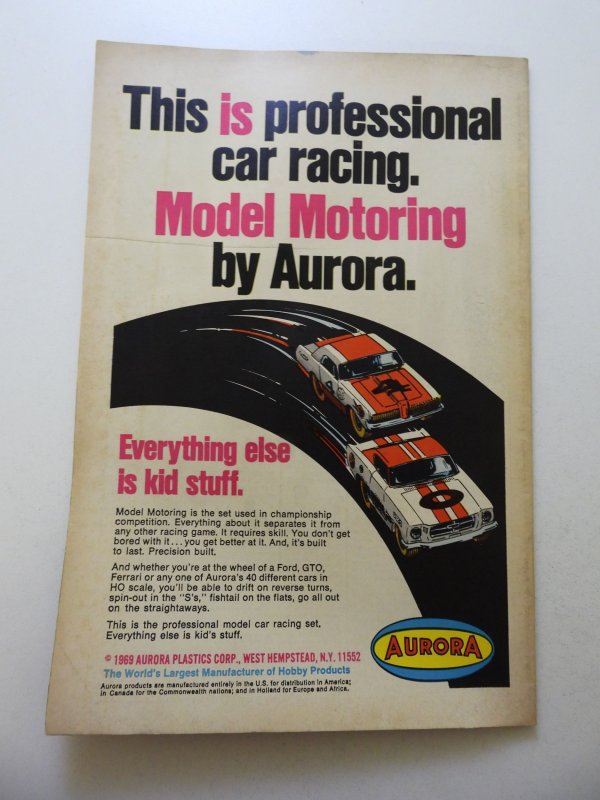 This is professional
car racing.
Model Motoring
by Aurora.
4
4
0
Everything else
is kid stuff.
Model Motoring is the set used in championship
competition. Everything about it separates it from
any other racing game. It requires skill. You don't get
bored with it . . . you get better at it. And, it's built
to last. Precision built.
And whether you're at the wheel of a Ford, GTO,
Ferrari or any one of Aurora's 40 different cars in
HO scale, you'll be able to drift on reverse turns,
spin-out in the "S's," fishtail on the flats, go all out
on the straightaways.
This is the professional model car racing set.
Everything else is kid's stuff.
AURORA
© 1969 AURORA PLASTICS CORP., WEST HEMPSTEAD, N.Y. 11552
The World's Largest Manufacturer of Hobby Products
Aurora products are manufactured entirely in the U.S. for distribution in America;
in Canada for the Commonwealth nations; and in Holland for Europe and Africa.